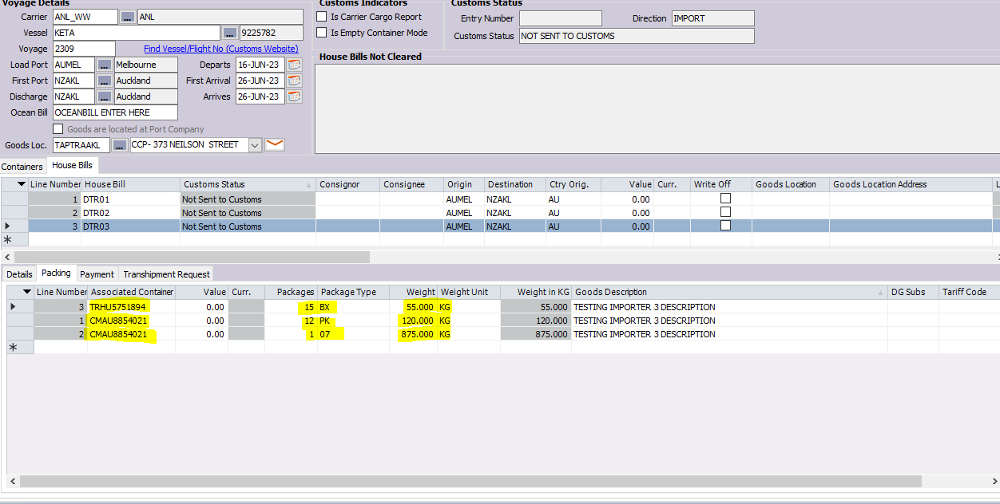 Voyage Details Customs Indicators Customs Status
Carrier ANL_WW ... ANL Is Carrier Cargo Report Entry Number Direction IMPORT
Vessel KETA ... 9225782 Is Empty Container Mode Customs Status NOT SENT TO CUSTOMS
Voyage 2309 Find Vessel/Flight No (Customs Website)
House Bills Not Cleared
Load Port AUMEL ... Melbourne Departs 16-JUN-23
First Port NZAKL ... Auckland First Arrival 26-JUN-23
Discharge NZAKL ... Auckland Arrives 26-JUN-23
Ocean Bill OCEANBILL ENTER HERE
Goods are located at Port Company
Goods Loc. TAPTRAAKL ... CCP- 373 NEILSON STREET
Containers House Bills
Line Number House Bill Customs Status Consignor Consignee Origin Destination Ctry Orig. Value Curr. Write Off Goods Location Goods Location Address L
1 DTR01 Not Sent to Customs AUMEL NZAKL AU 0.00
2 DTR02 Not Sent to Customs AUMEL NZAKL AU 0.00
3 DTR03 Not Sent to Customs AUMEL NZAKL AU 0.00
Details Packing Payment Transhipment Request
Line Number Associated Container Value Curr. Packages Package Type Weight Weight Unit Weight in KG Goods Description DG Subs Tariff Code
3 TRHU5751894 0.00 15 BX 55.000 KG 55.000 TESTING IMPORTER 3 DESCRIPTION
1 CMAU8854021 0.00 12 PK 120.000 KG 120.000 TESTING IMPORTER 3 DESCRIPTION
2 CMAU8854021 0.00 1 07 875.000 KG 875.000 TESTING IMPORTER 3 DESCRIPTION